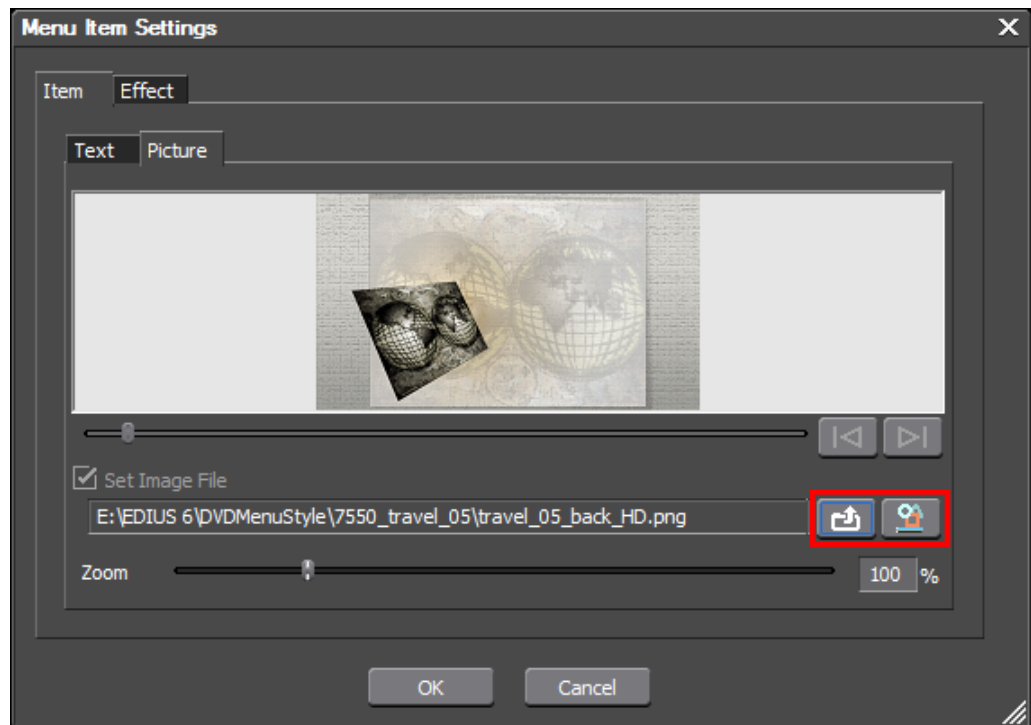 Menu Item Settings
Item Effect
Text Picture
Set Image File
E:\EDIUS 6\DVDMenuStyle\7550_travel_05\travel_05_back_HD.png
Zoom 100 %
OK Cancel